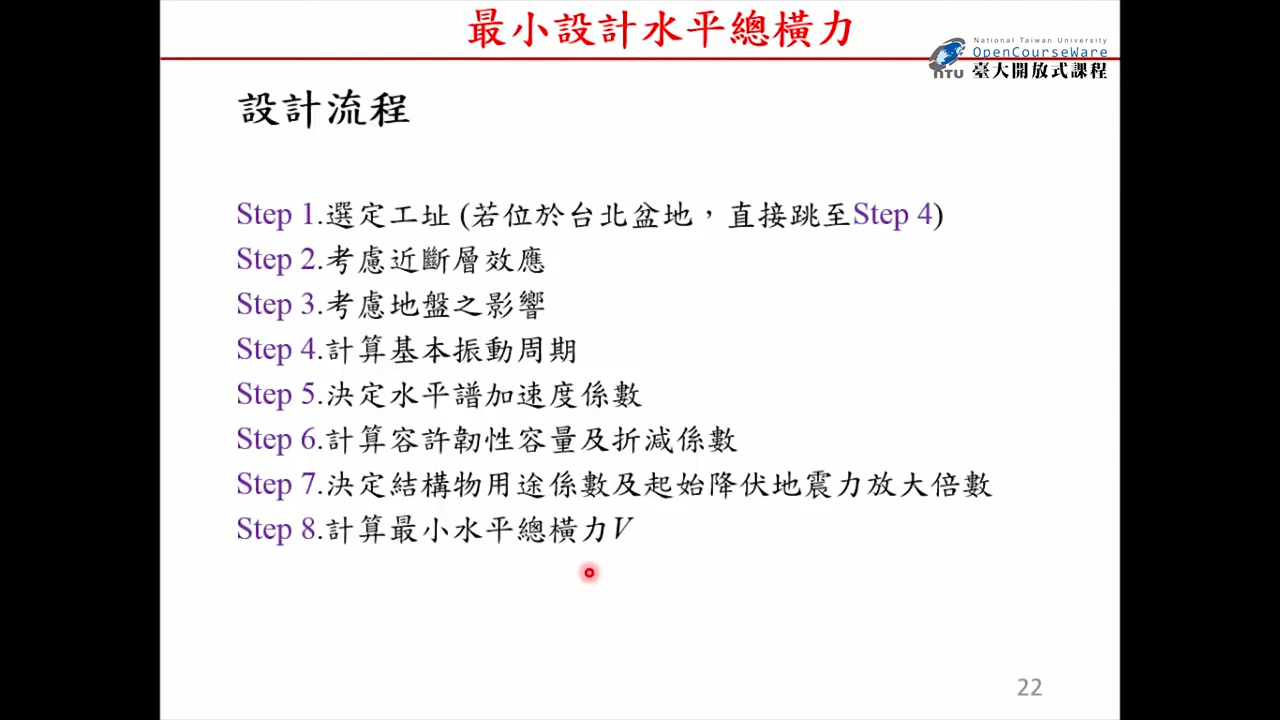 最小設計水平總橫力
National Taiwan University
OpenCourseWare
NTU 臺大開放式課程
設計流程
Step 1.選定工址 (若位於台北盆地，直接跳至Step 4)
Step 2.考慮近斷層效應
Step 3.考慮地盤之影響
Step 4.計算基本振動周期
Step 5.決定水平譜加速度係數
Step 6.計算容許韌性容量及折減係數
Step 7.決定結構物用途係數及起始降伏地震力放大倍數
Step 8.計算最小水平總橫力V
22